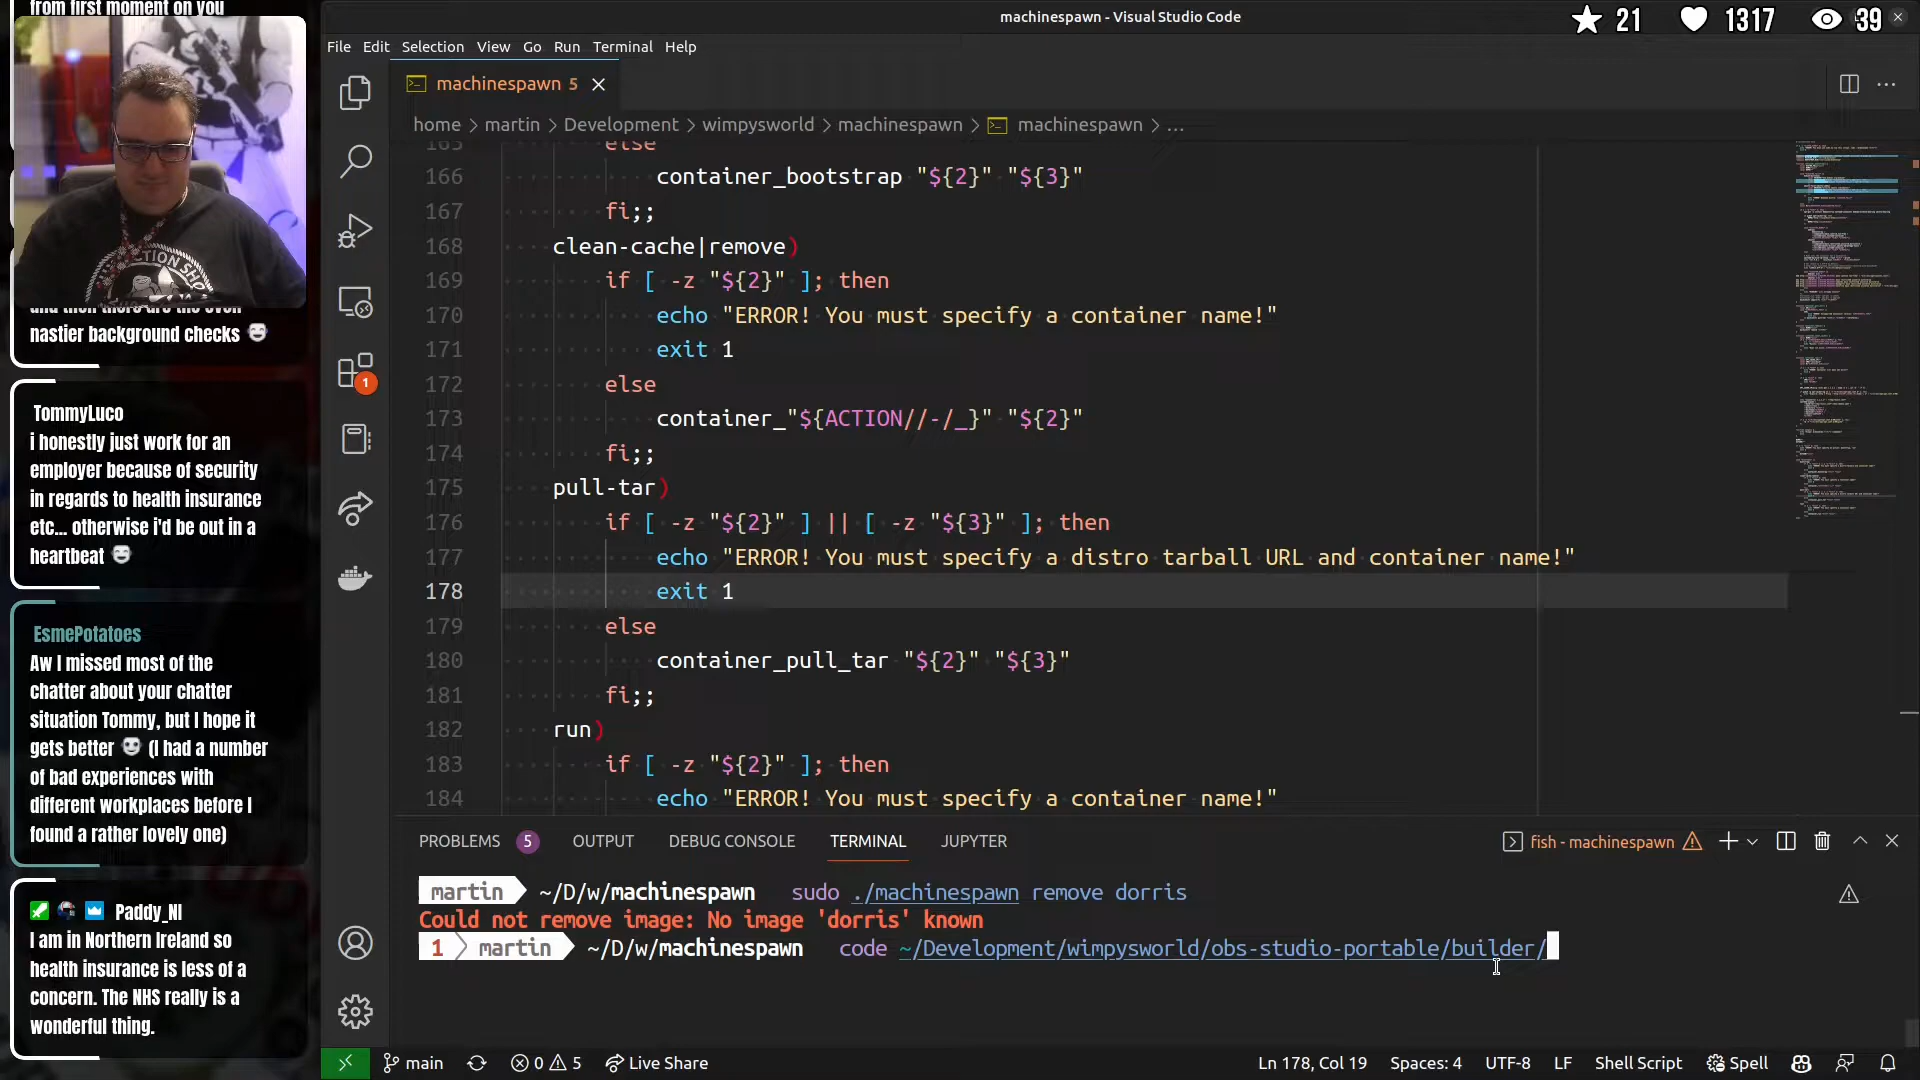 from first moment on you
nastier background checks
TommyLuco
i honestly just work for an
employer because of security
in regards to health insurance
etc... otherwise i'd be out in a
heartbeat
EsmePotatoes
Aw I missed most of the
chatter about your chatter
situation Tommy, but I hope it
gets better (I had a number
of bad experiences with
different workplaces before I
found a rather lovely one)
Paddy_NI
I am in Northern Ireland so
health insurance is less of a
concern. The NHS really is a
wonderful thing.
machinespawn - Visual Studio Code
21 1317 39
File Edit Selection View Go Run Terminal Help
machinespawn 5
home > martin > Development > wimpysworld > machinespawn > machinespawn > ...
165 else
166 container_bootstrap "${2}" "${3}"
167 fi;;
168 clean-cache|remove)
169 if [ -z "${2}" ]; then
170 echo "ERROR! You must specify a container name!"
171 exit 1
172 else
173 container_"${ACTION//-/_}" "${2}"
174 fi;;
175 pull-tar)
176 if [ -z "${2}" ] || [ -z "${3}" ]; then
177 echo "ERROR! You must specify a distro tarball URL and container name!"
178 exit 1
179 else
180 container_pull_tar "${2}" "${3}"
181 fi;;
182 run)
183 if [ -z "${2}" ]; then
184 echo "ERROR! You must specify a container name!"
PROBLEMS 5 OUTPUT DEBUG CONSOLE TERMINAL JUPYTER
fish - machinespawn
martin ~/D/w/machinespawn sudo ./machinespawn remove dorris
Could not remove image: No image 'dorris' known
1 martin ~/D/w/machinespawn code ~/Development/wimpysworld/obs-studio-portable/builder/
1
main 0 5 Live Share
Ln 178, Col 19 Spaces: 4 UTF-8 LF Shell Script Spell